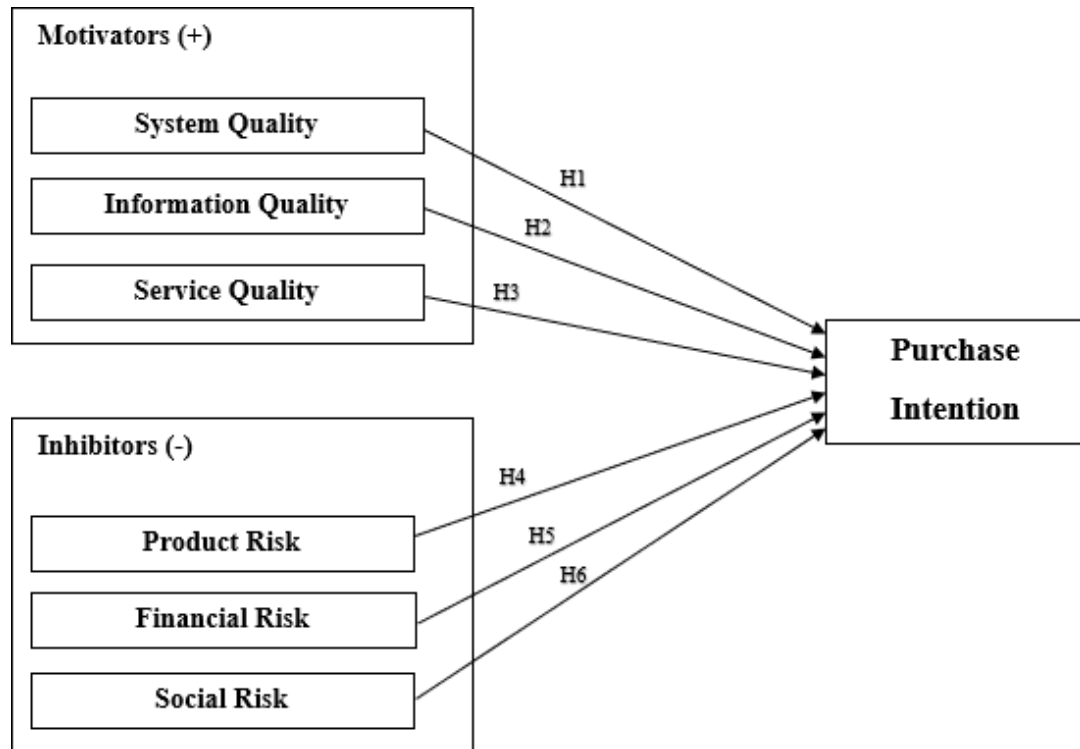 Motivators (+)
System Quality
Information Quality
Service Quality
H1
H2
H3
Purchase
Intention
Inhibitors (-)
Product Risk
Financial Risk
Social Risk
H4
H5
H6